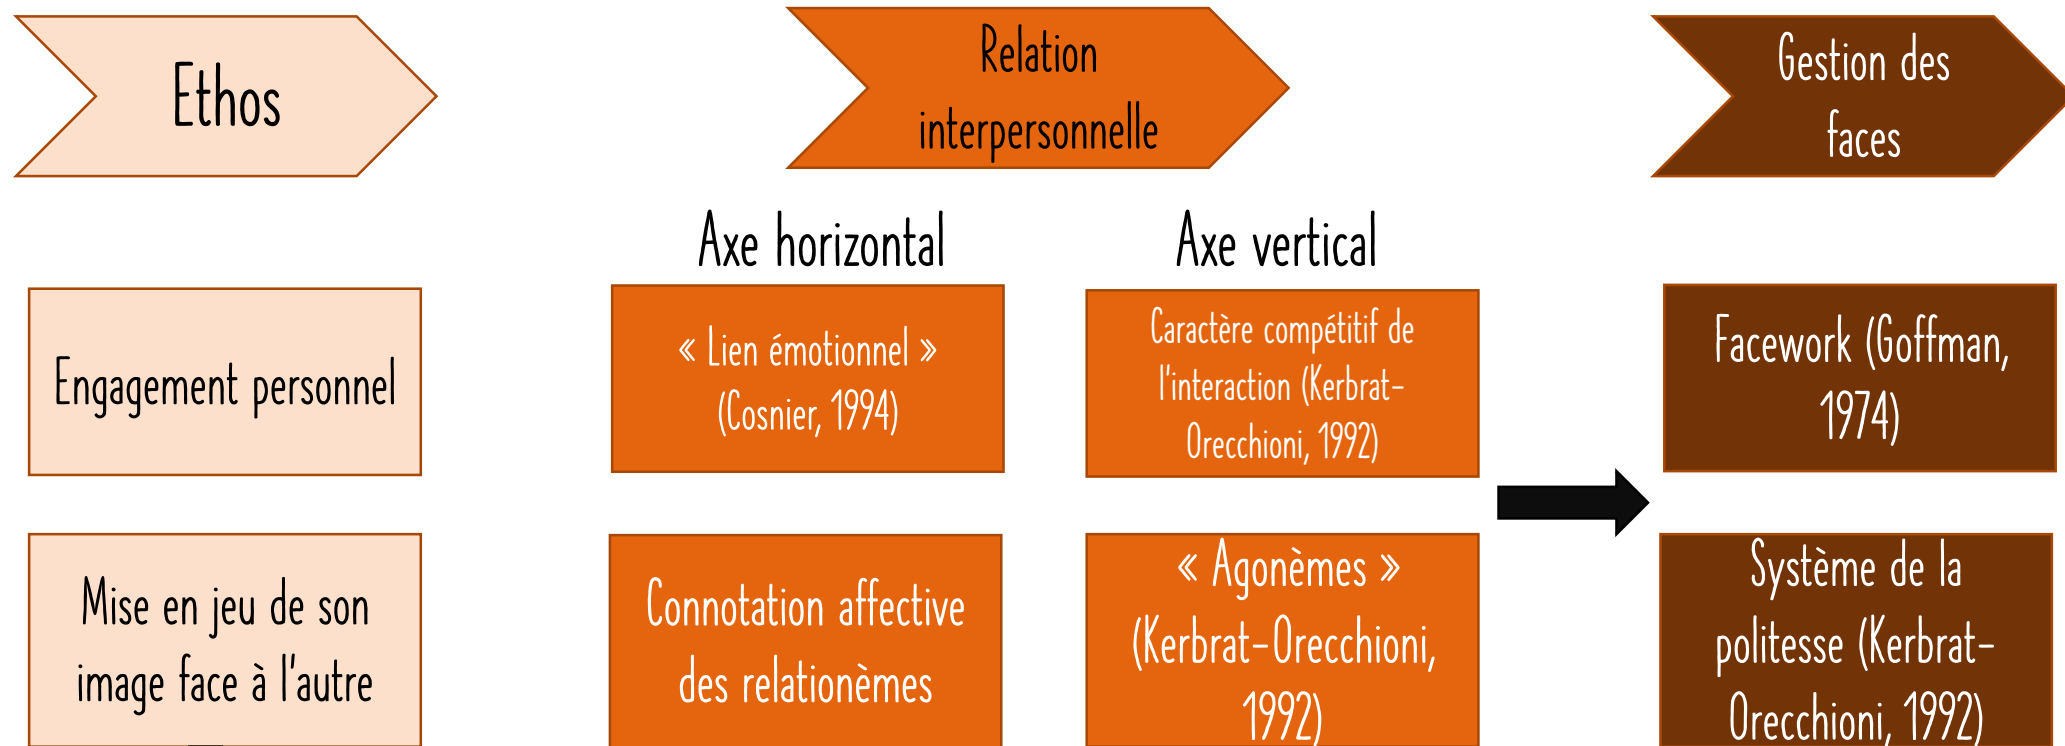 Ethos
Relation
interpersonnelle
Gestion des
faces
Axe horizontal
Axe vertical
Engagement personnel
« Lien émotionnel »
(Cosnier, 1994)
Caractère compétitif de
l'interaction (Kerbrat-
Orecchioni, 1992)
Facework (Goffman,
1974)
Mise en jeu de son
image face à l'autre
Connotation affective
des relationèmes
« Agonèmes »
(Kerbrat-Orecchioni,
1992)
Système de la
politesse (Kerbrat-
Orecchioni, 1992)